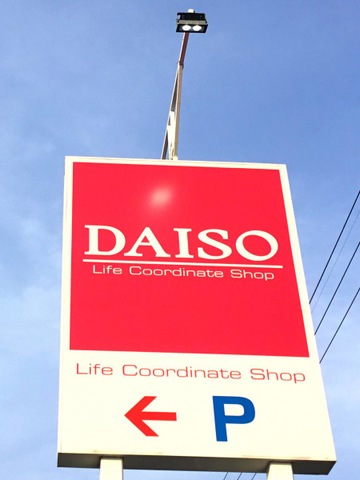 DAISO
Life Coordinate Shop
Life Coordinate Shop
← P